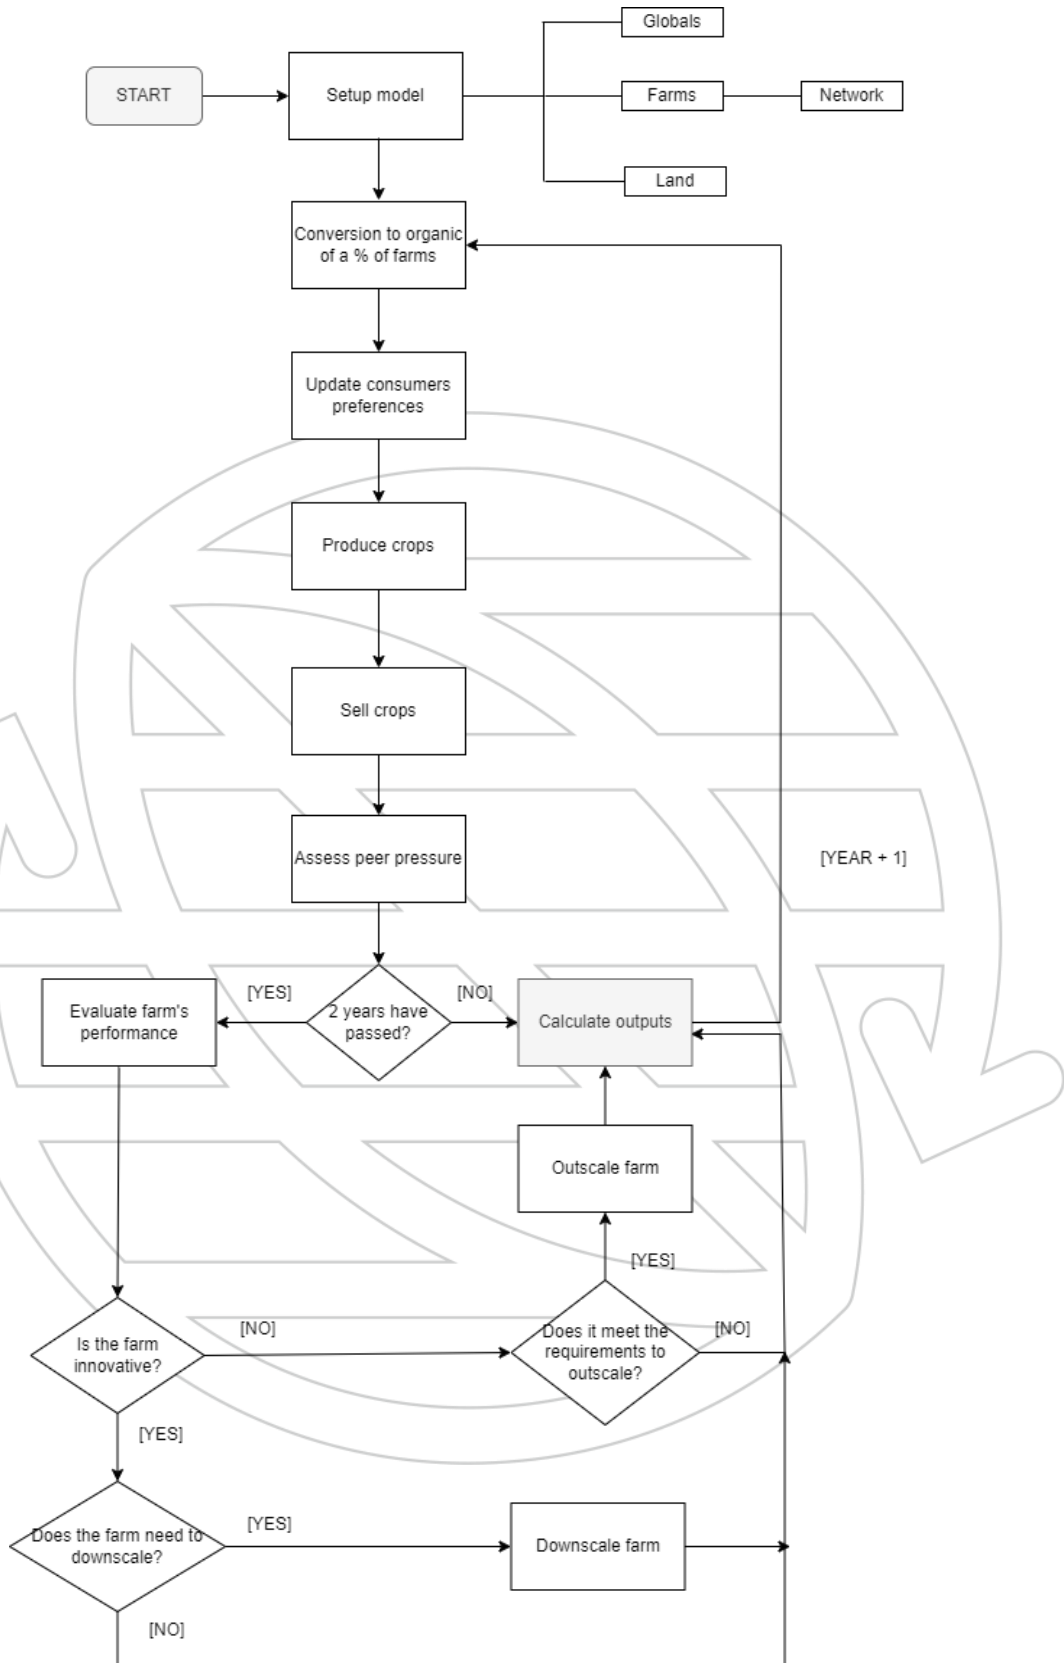 Globals
START
Setup model
Farms
Network
Land
Conversion to organic
of a % of farms
Update consumers
preferences
Produce crops
Sell crops
Assess peer pressure
[YEAR + 1]
Evaluate farm's
performance
[YES]
2 years have
passed?
[NO]
Calculate outputs
Outscale farm
[YES]
Is the farm
innovative?
[NO]
Does it meet the
requirements to
outscale?
[NO]
[YES]
Does the farm need to
downscale?
[YES]
Downscale farm
[NO]